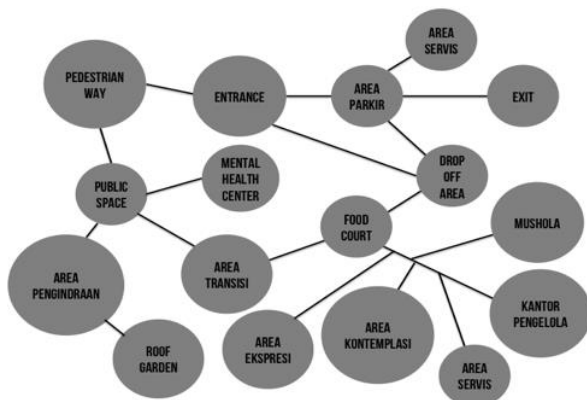 AREA
SERVIS
PEDESTRIAN
WAY
ENTRANCE
AREA
PARKIR
EXIT
MENTAL
HEALTH
CENTER
DROP
OFF
AREA
PUBLIC
SPACE
FOOD
COURT
MUSHOLA
AREA
PENGINDRAAN
AREA
TRANSISI
KANTOR
PENGELOLA
AREA
EKSPRESI
AREA
KONTEMPLASI
ROOF
GARDEN
AREA
SERVIS